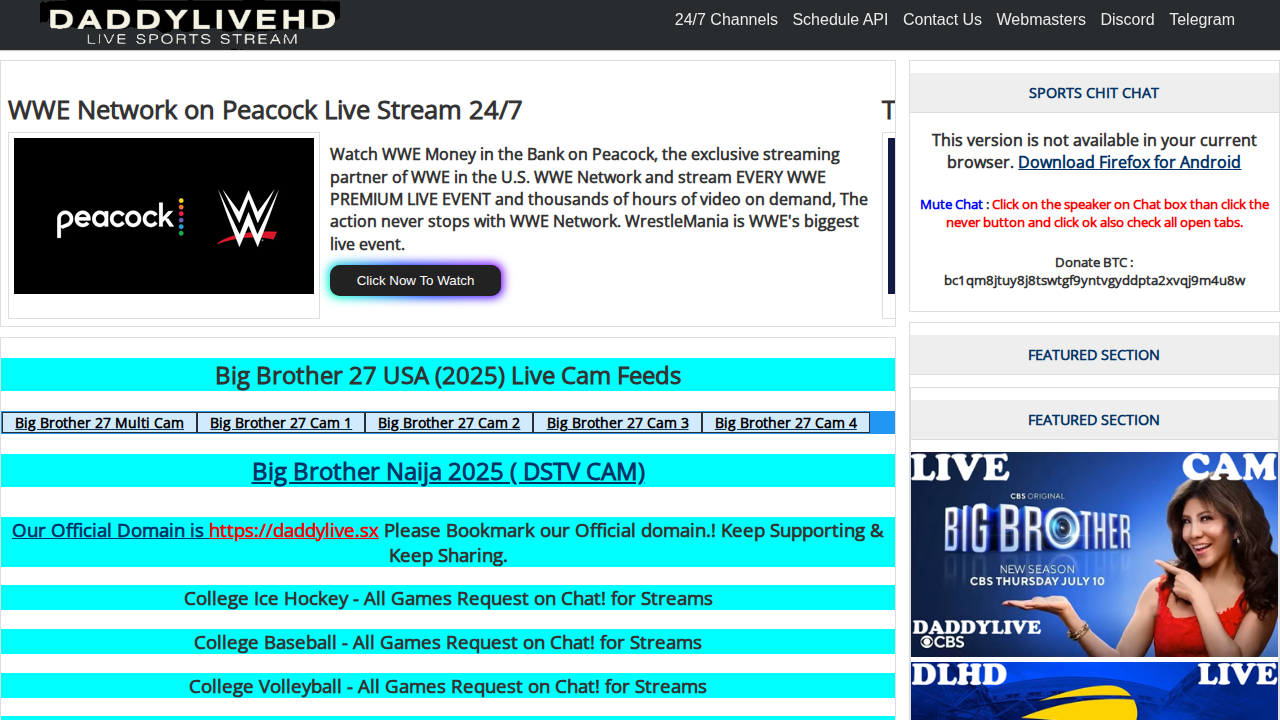 DADDYLIVEHD
LIVE SPORTS STREAM
24/7 Channels Schedule API Contact Us Webmasters Discord Telegram
WWE Network on Peacock Live Stream 24/7
T
peacock W
Watch WWE Money in the Bank on Peacock, the exclusive streaming
partner of WWE in the U.S. WWE Network and stream EVERY WWE
PREMIUM LIVE EVENT and thousands of hours of video on demand, The
action never stops with WWE Network. WrestleMania is WWE's biggest
live event.
Click Now To Watch
Big Brother 27 USA (2025) Live Cam Feeds
Big Brother 27 Multi Cam Big Brother 27 Cam 1 Big Brother 27 Cam 2 Big Brother 27 Cam 3 Big Brother 27 Cam 4
Big Brother Naija 2025 ( DSTV CAM)
Our Official Domain is https://daddylive.sx Please Bookmark our Official domain.! Keep Supporting &
Keep Sharing.
College Ice Hockey - All Games Request on Chat! for Streams
College Baseball - All Games Request on Chat! for Streams
College Volleyball - All Games Request on Chat! for Streams
SPORTS CHIT CHAT
This version is not available in your current
browser. Download Firefox for Android
Mute Chat : Click on the speaker on Chat box than click the
never button and click ok also check all open tabs.
Donate BTC :
bc1qm8jtuy8j8tswtgf9yntvgyddpta2xvqj9m4u8w
FEATURED SECTION
FEATURED SECTION
LIVE CAM
CBS ORIGINAL
BIG BROTHER
NEW SEASON
CBS THURSDAY JULY 10
DADDYLIVE
CBS
DLHD LIVE